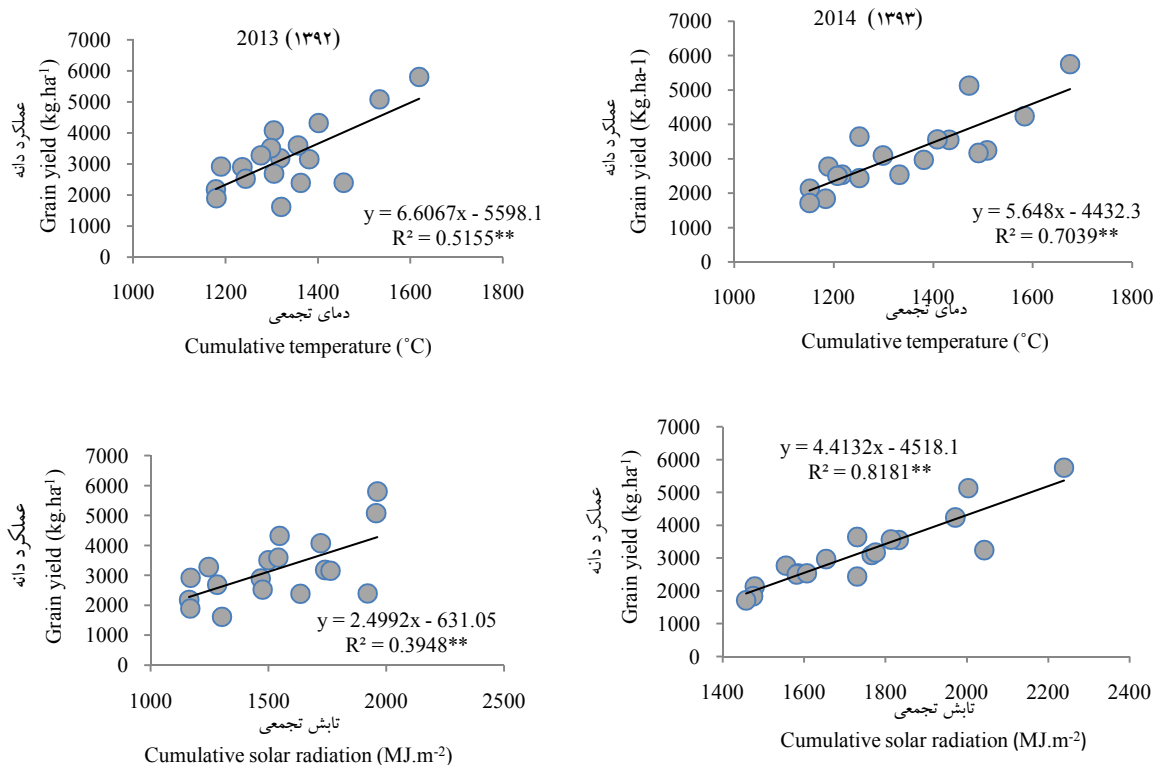 2013 (۱۳۹۲)
عملکرد دانه
Grain yield (kg.ha-1)
7000
6000
5000
4000
3000
2000
1000
0
y = 6.6067x - 5598.1
R² = 0.5155**
1000 1200 1400 1600 1800
دمای تجمعی
Cumulative temperature (˚C)
2014 (۱۳۹۳)
عملکرد دانه
Grain yield (Kg.ha-1)
7000
6000
5000
4000
3000
2000
1000
0
y = 5.648x - 4432.3
R² = 0.7039**
1000 1200 1400 1600 1800
دمای تجمعی
Cumulative temperature (˚C)
عملکرد دانه
Grain yield (kg.ha-1)
7000
6000
5000
4000
3000
2000
1000
0
y = 2.4992x - 631.05
R² = 0.3948**
1000 1500 2000 2500
تابش تجمعی
Cumulative solar radiation (MJ.m-2)
عملکرد دانه
Grain yield (kg.ha-1)
7000
6000
5000
4000
3000
2000
1000
0
y = 4.4132x - 4518.1
R² = 0.8181**
1400 1600 1800 2000 2200 2400
تابش تجمعی
Cumulative solar radiation (MJ.m-2)